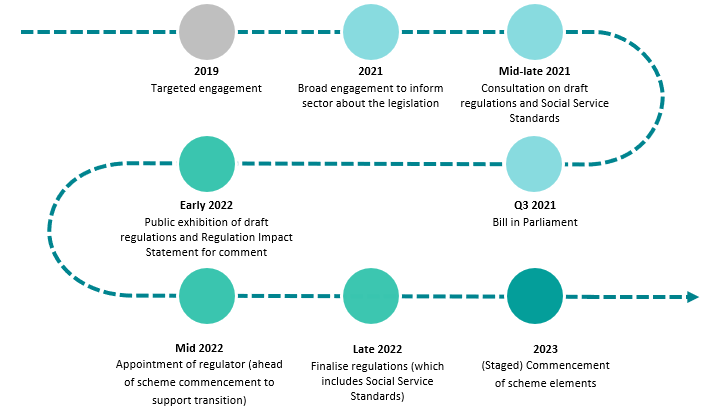 2019
Targeted engagement
2021
Broad engagement to inform
sector about the legislation
Mid-late 2021
Consultation on draft
regulations and Social Service
Standards
Q3 2021
Bill in Parliament
Early 2022
Public exhibition of draft
regulations and Regulation Impact
Statement for comment
Mid 2022
Appointment of regulator (ahead
of scheme commencement to
support transition)
Late 2022
Finalise regulations (which
includes Social Service
Standards)
2023
(Staged) Commencement
of scheme elements